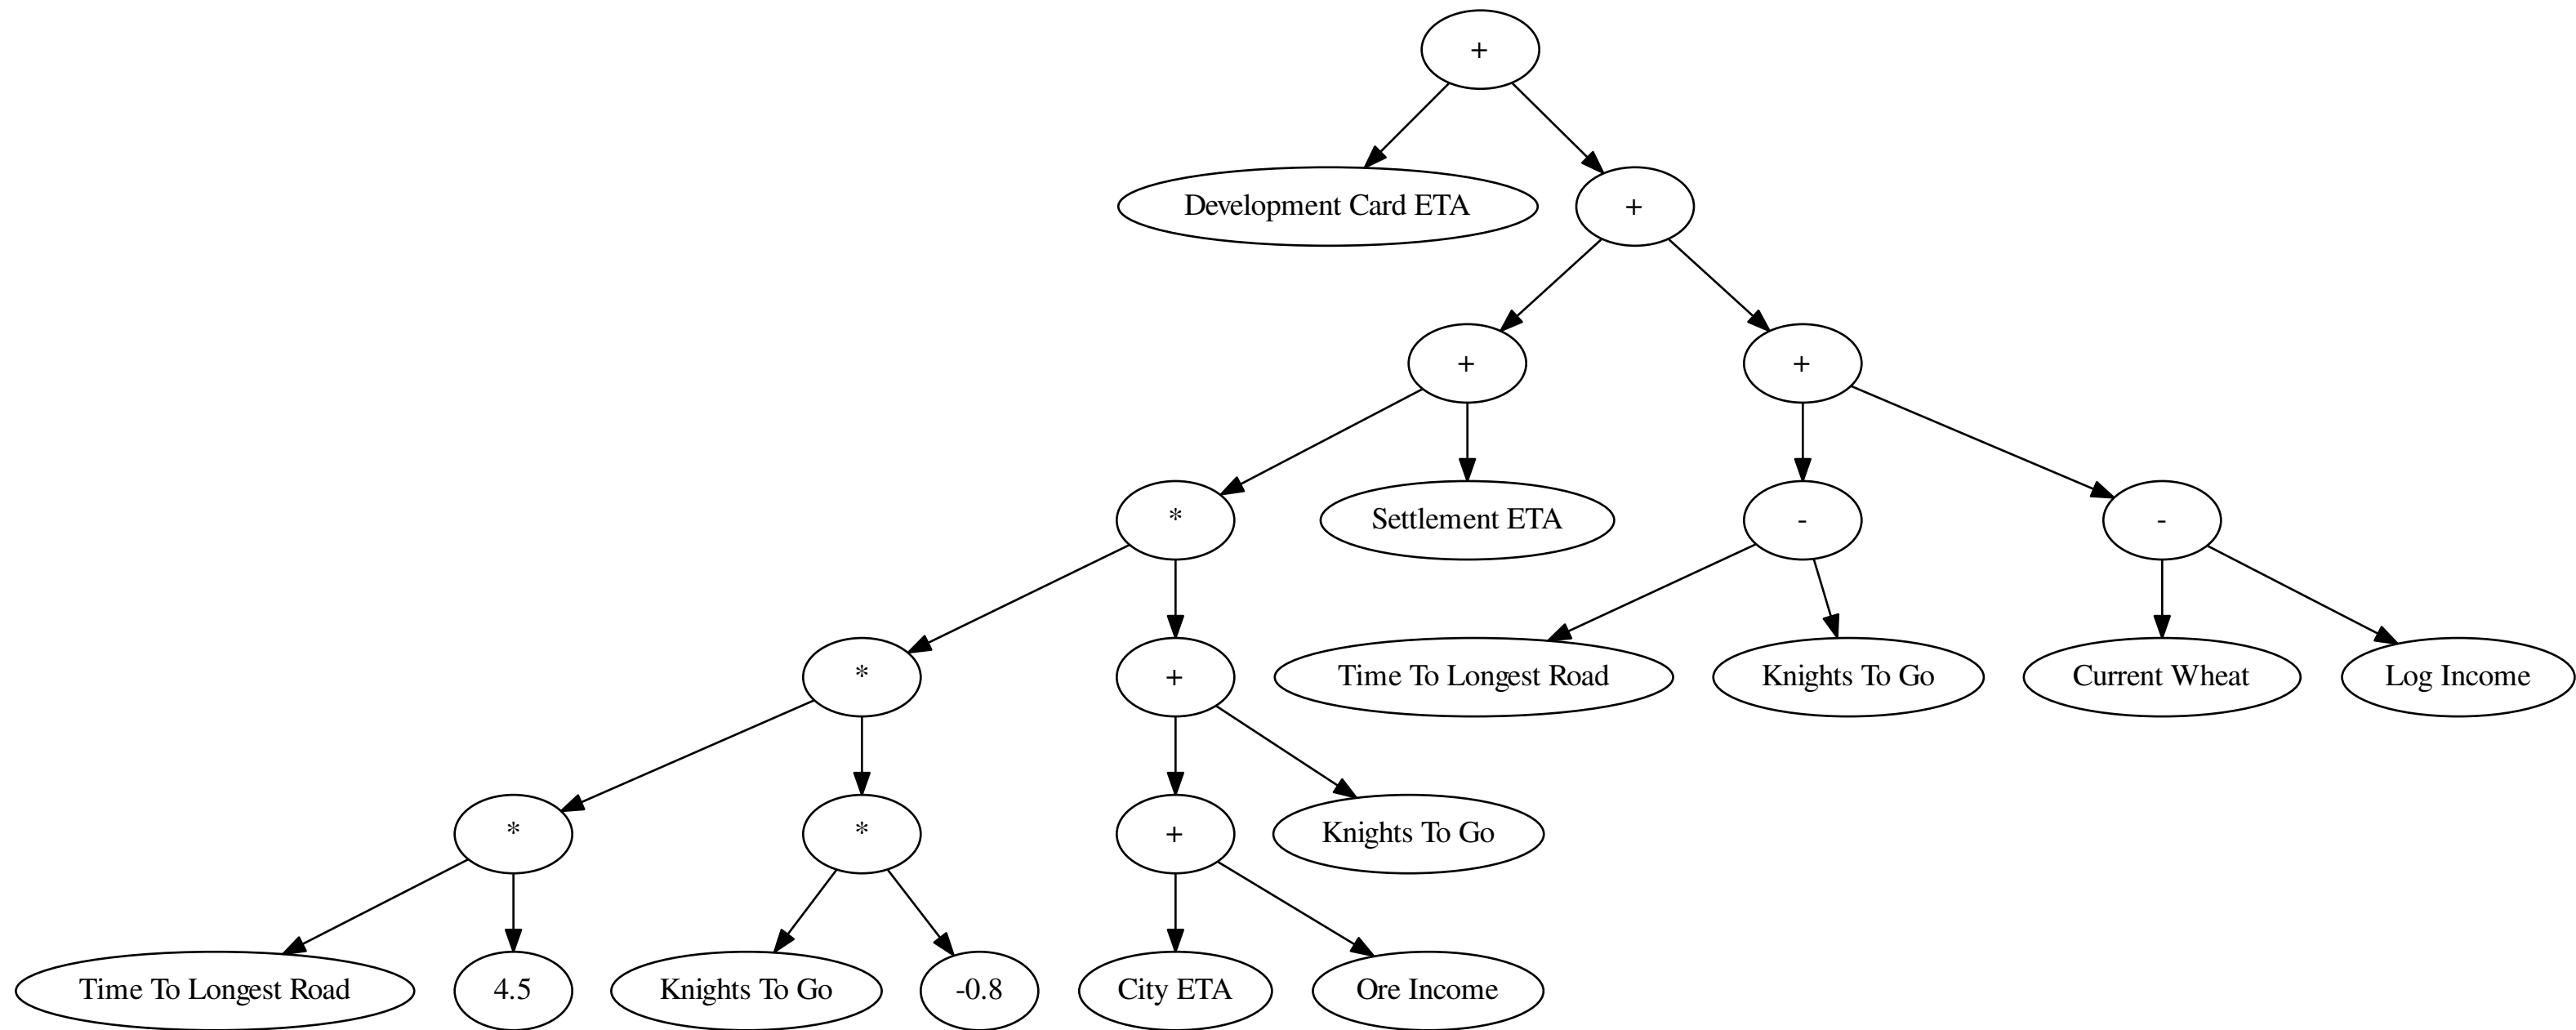 +
Development Card ETA
+
+
+
*
Settlement ETA
-
-
*
+
Time To Longest Road
Knights To Go
Current Wheat
Log Income
*
*
+
Knights To Go
Time To Longest Road
4.5
Knights To Go
-0.8
City ETA
Ore Income